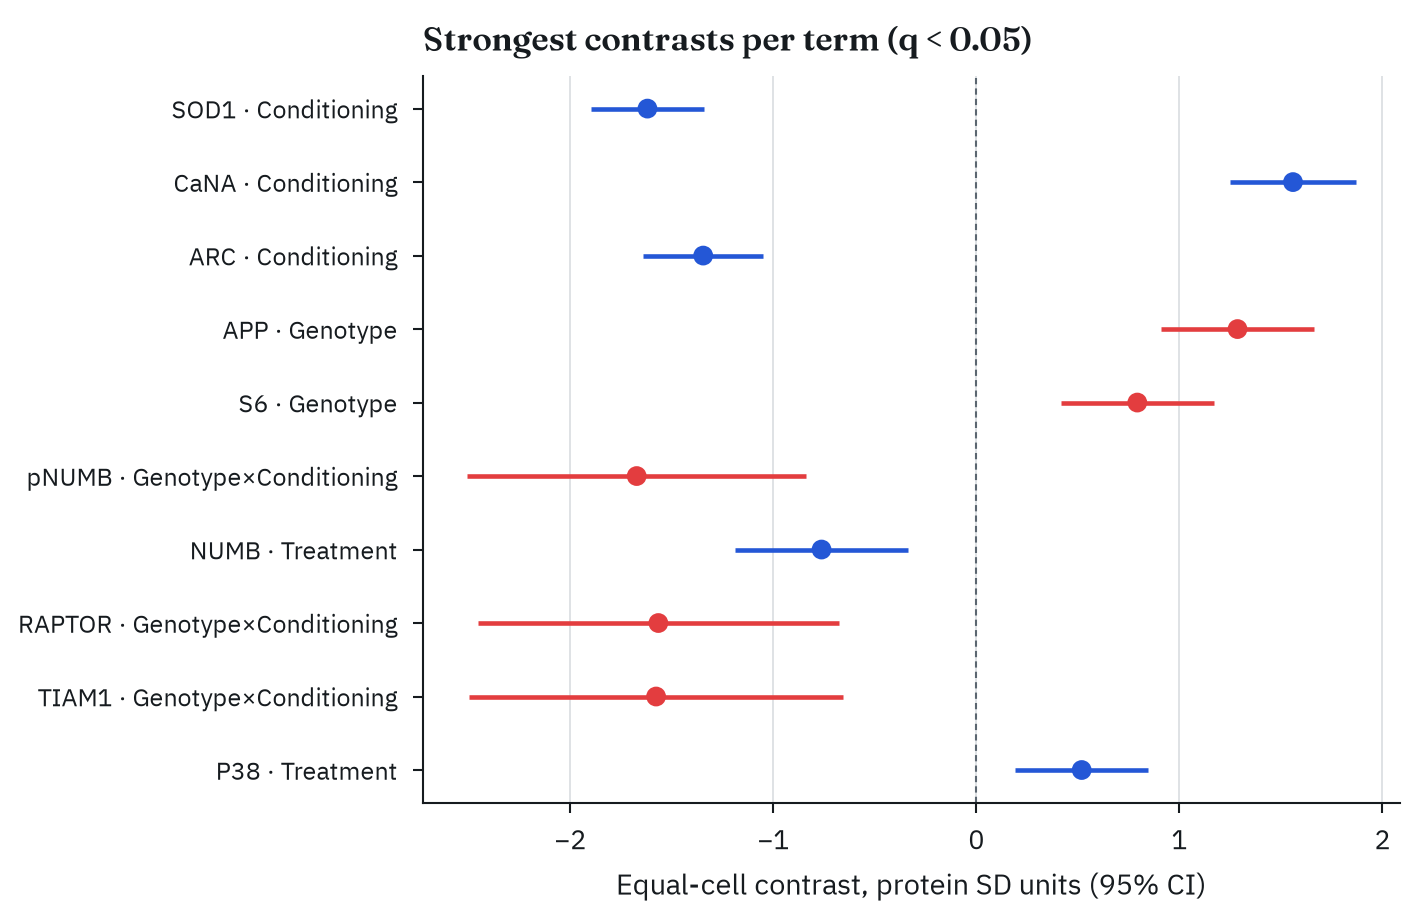 Strongest contrasts per term (q < 0.05)
SOD1 · Conditioning
CaNA · Conditioning
ARC · Conditioning
APP · Genotype
S6 · Genotype
pNUMB · Genotype×Conditioning
NUMB · Treatment
RAPTOR · Genotype×Conditioning
TIAM1 · Genotype×Conditioning
P38 · Treatment
−2 −1 0 1 2
Equal-cell contrast, protein SD units (95% CI)